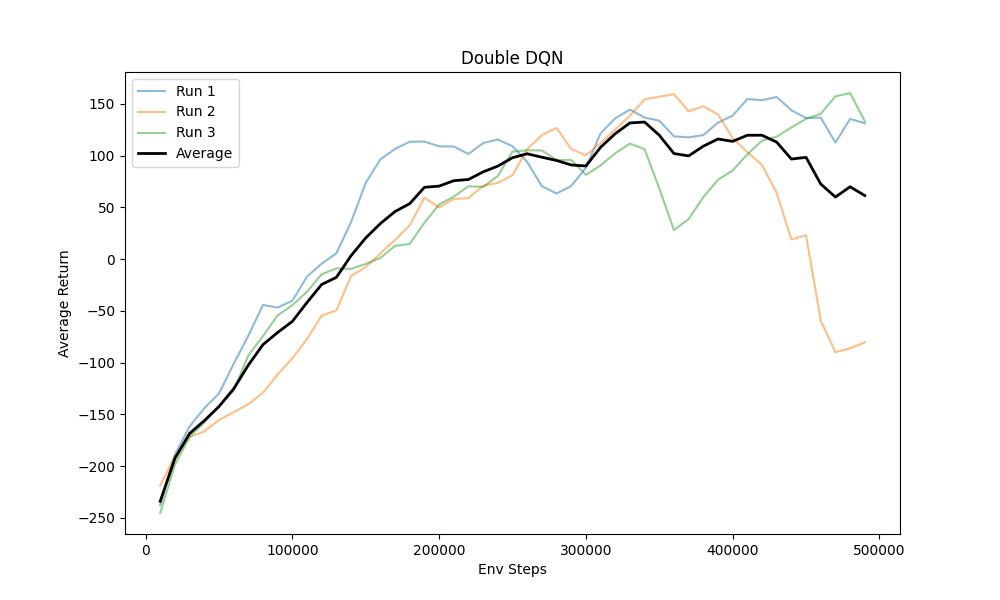 Double DQN
Run 1
Run 2
Run 3
Average
Average Return
150
100
50
0
−50
−100
−150
−200
−250
0
100000
200000
300000
400000
500000
Env Steps